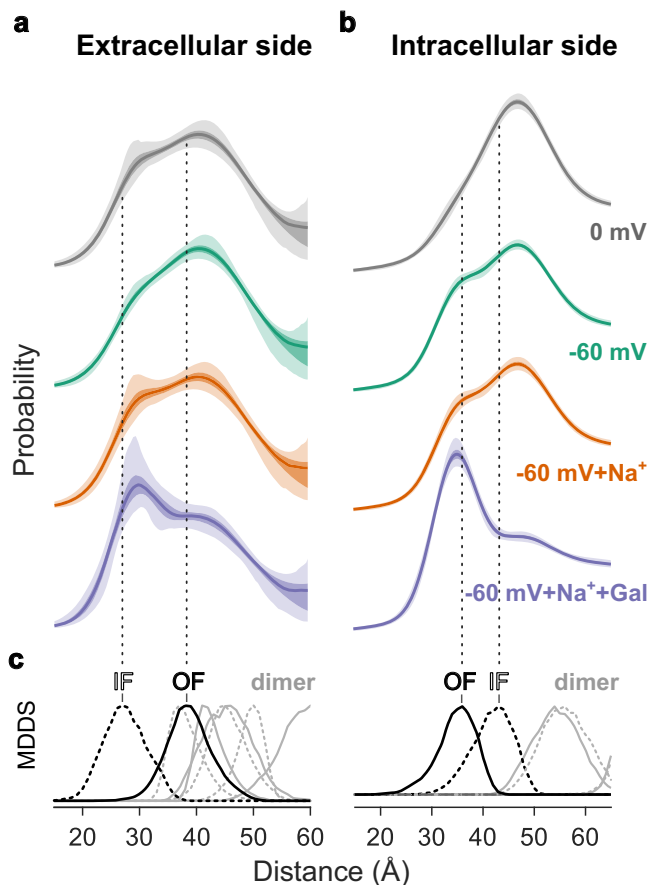 a Extracellular side
b Intracellular side
Probability
0 mV
-60 mV
-60 mV+Na⁺
-60 mV+Na⁺+Gal
c
MDDS
IF OF dimer
OF IF dimer
20 30 40 50 60
20 30 40 50 60
Distance (Å)